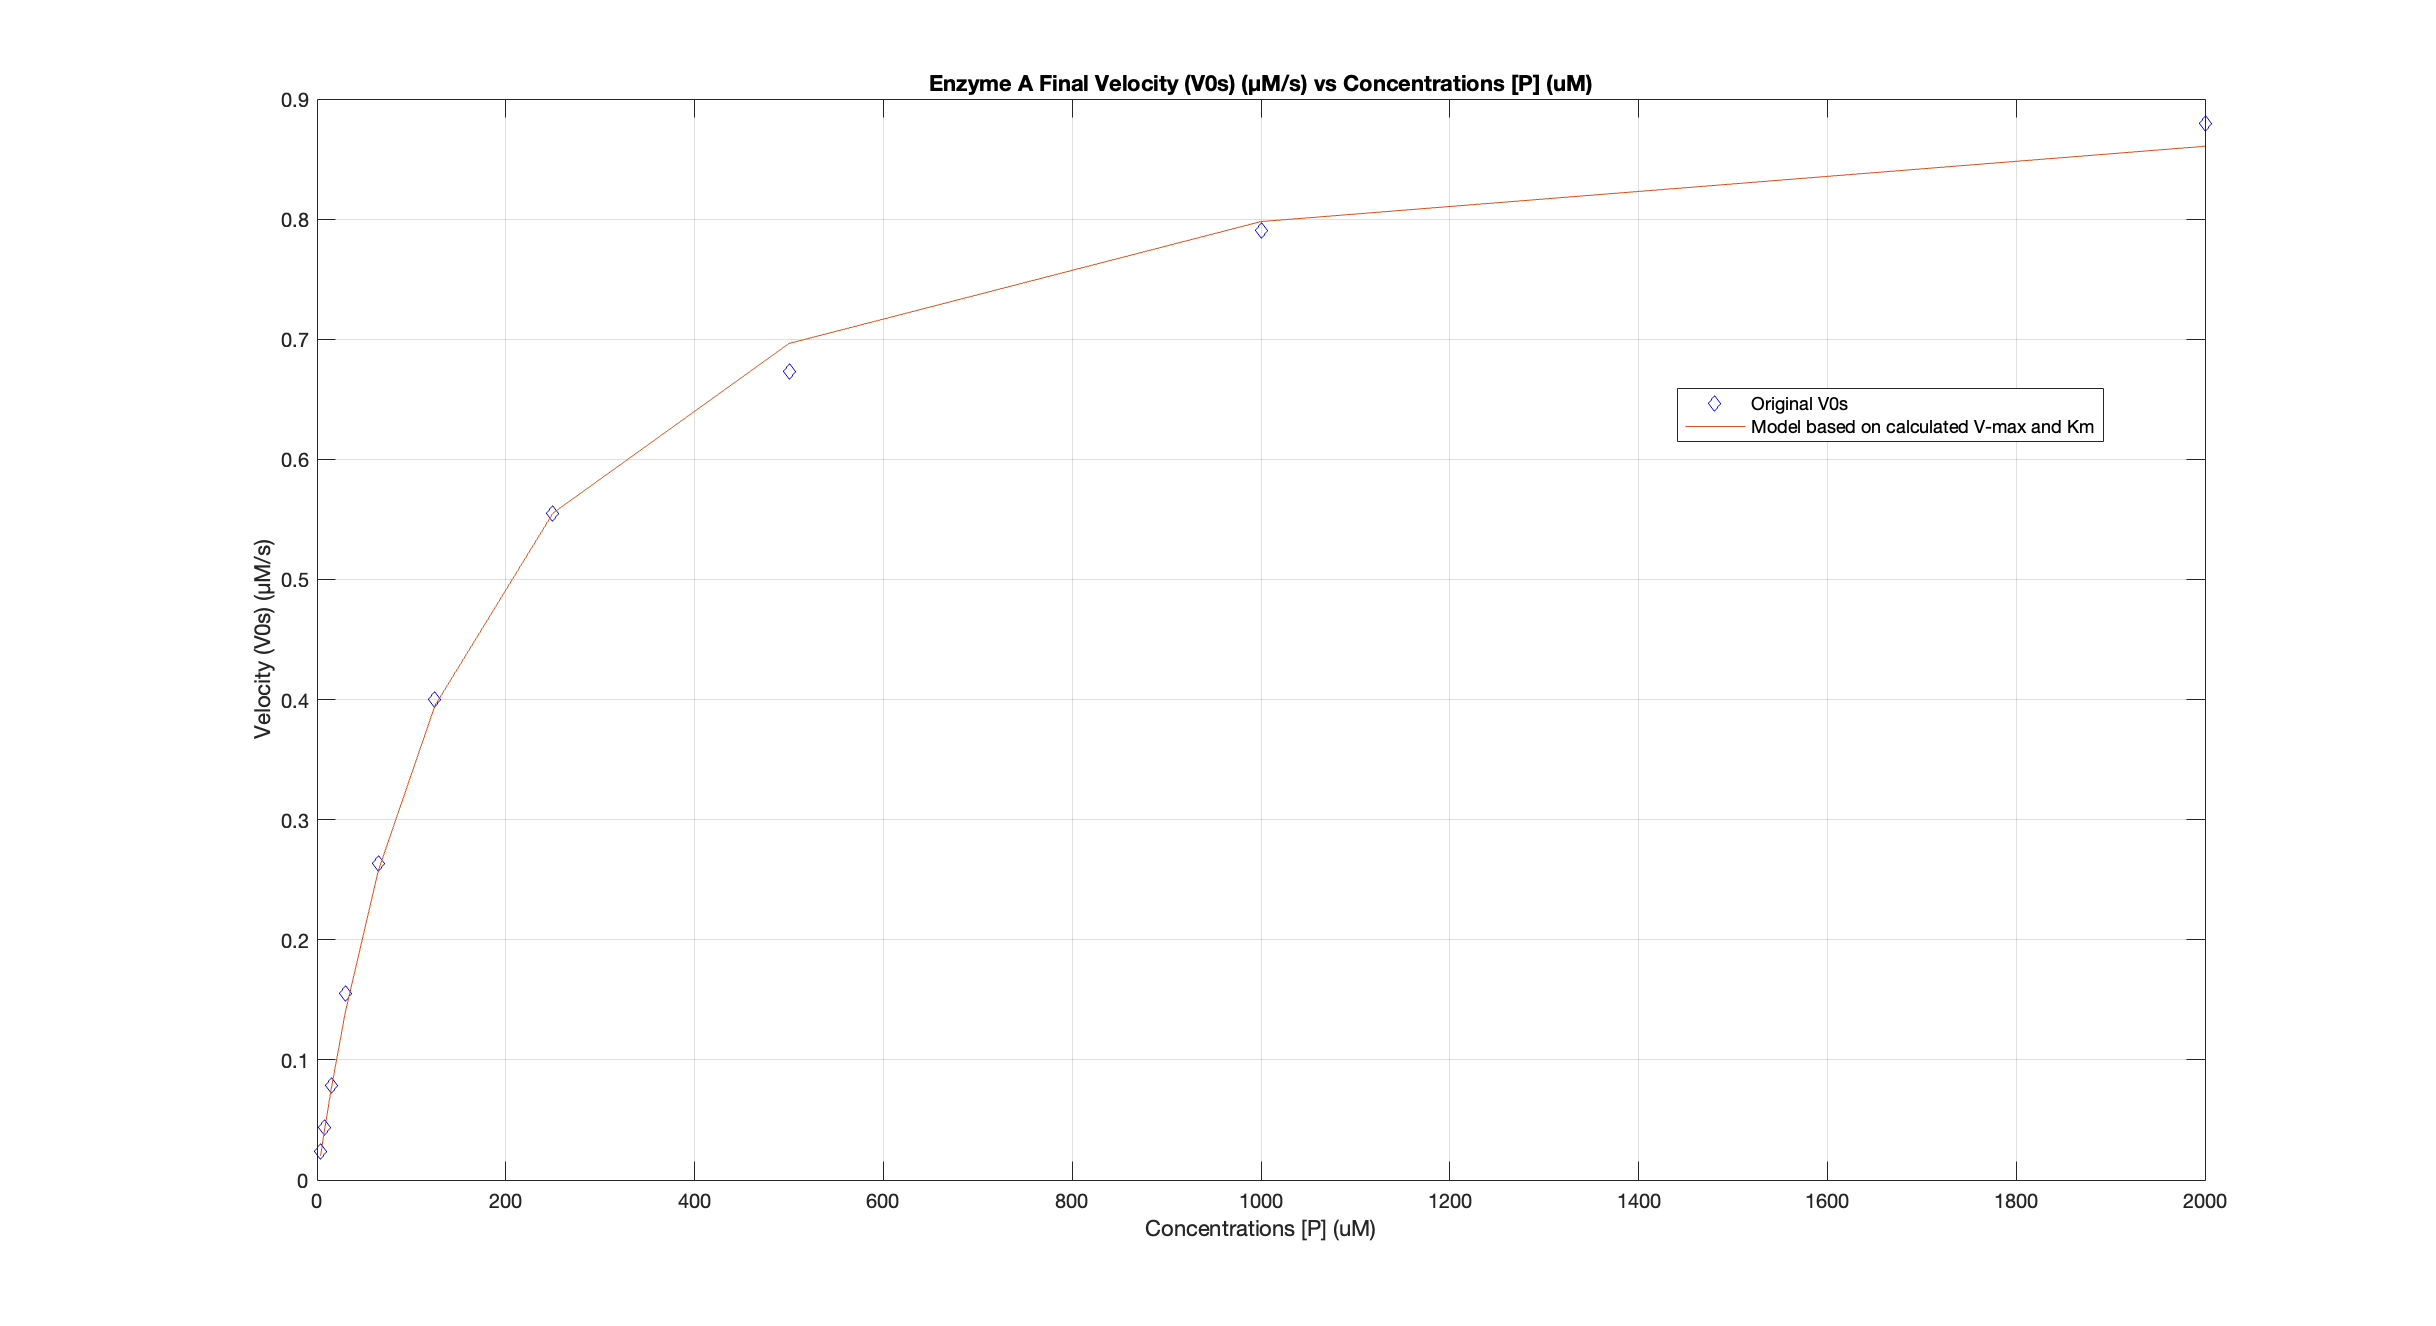 Enzyme A Final Velocity (V0s) (µM/s) vs Concentrations [P] (uM)
0.9
0.8
0.7
0.6
0.5
0.4
0.3
0.2
0.1
0
Velocity (V0s) (µM/s)
Original V0s
Model based on calculated V-max and Km
0 200 400 600 800 1000 1200 1400 1600 1800 2000
Concentrations [P] (uM)